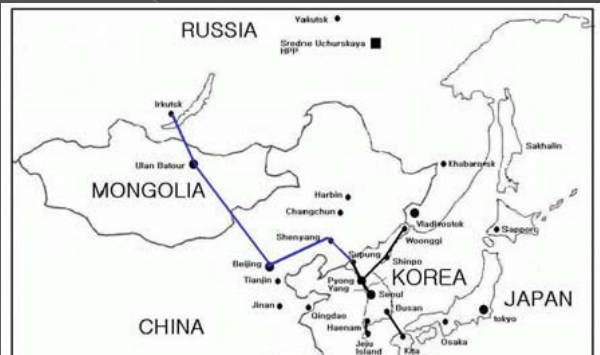 Yakutsk
RUSSIA
Sredne Uchurskaya
HPP
Irkutsk
Sakhalin
Ulan Batour
Khabarovsk
MONGOLIA
Harbin
Changchun
Vladivostok
Sapporo
Shenyang
Woonggi
Supung
Shinpo
Beijing
Tianjin
Pyong
Yang
KOREA
Seoul
JAPAN
Jinan
Qingdao
Busan
tokyo
CHINA
Haenam
Osaka
Jeju
Island
Kita